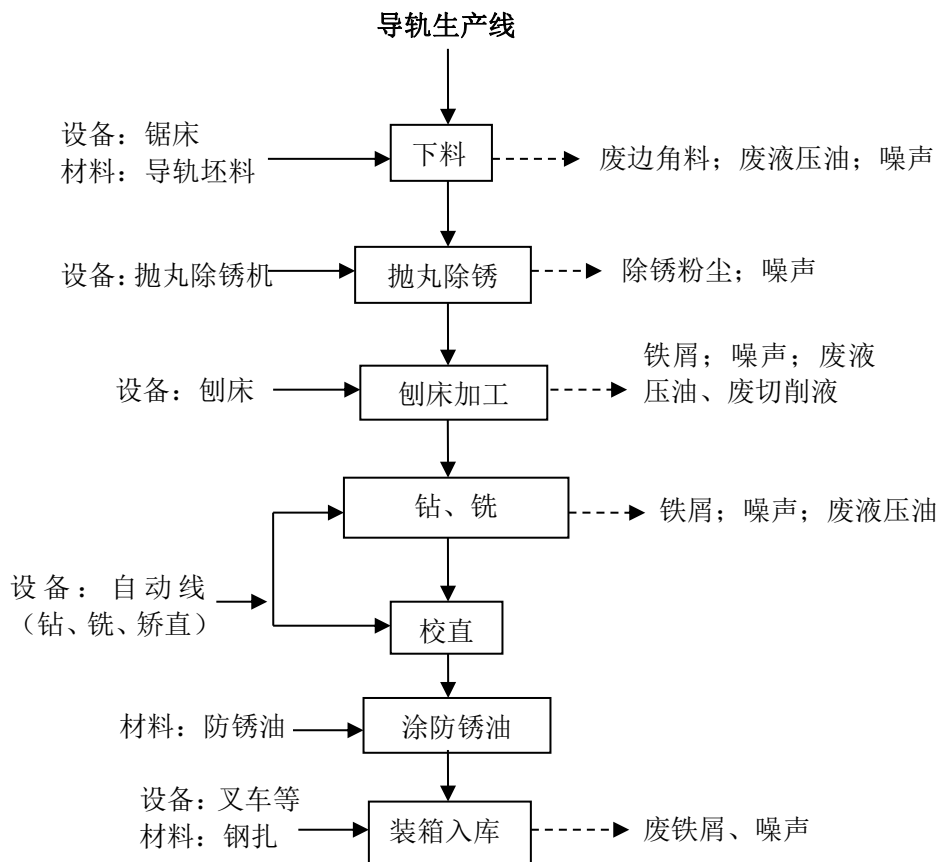 导轨生产线
设备：锯床
材料：导轨坯料
下料
废边角料；废液压油；噪声
设备：抛丸除锈机
抛丸除锈
除锈粉尘；噪声
设备：刨床
刨床加工
铁屑；噪声；废液
压油、废切削液
钻、铣
铁屑；噪声；废液压油
设备：自动线
（钻、铣、矫直）
校直
材料：防锈油
涂防锈油
设备：叉车等
材料：钢扎
装箱入库
废铁屑、噪声